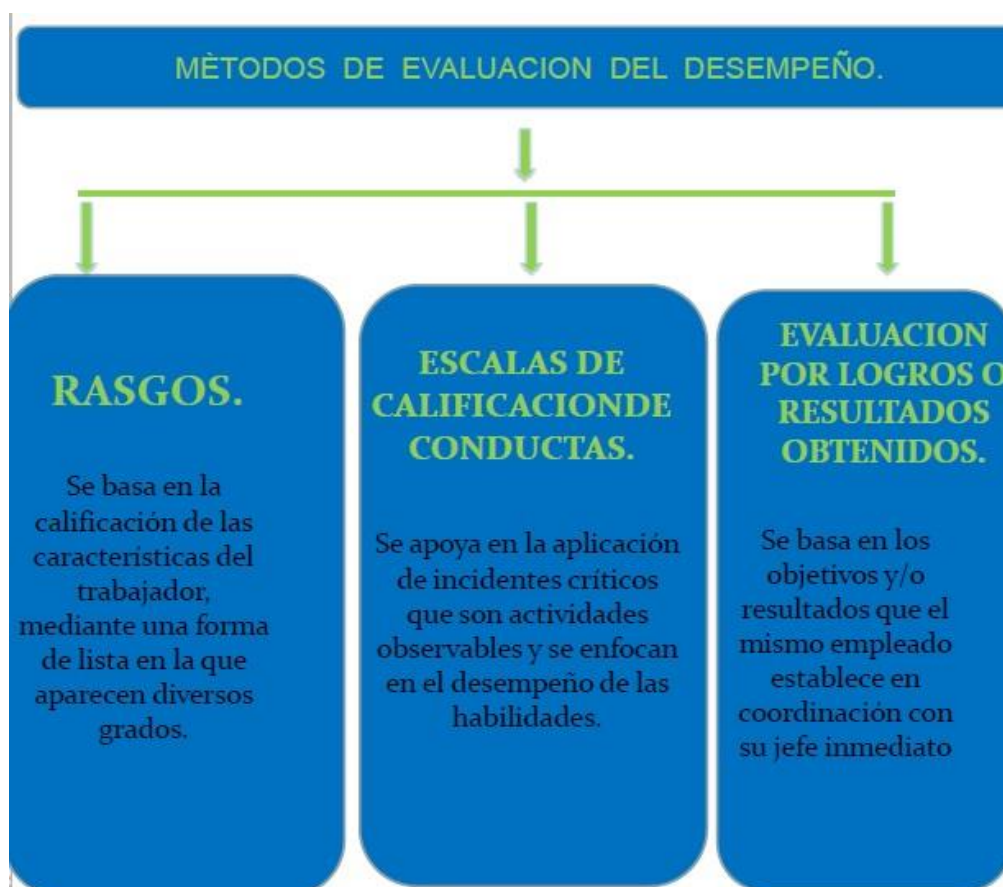 MÈTODOS DE EVALUACION DEL DESEMPEÑO.
RASGOS.
Se basa en la
calificación de las
características del
trabajador,
mediante una forma
de lista en la que
aparecen diversos
grados.
ESCALAS DE
CALIFICACIONDE
CONDUCTAS.
Se apoya en la aplicación
de incidentes críticos
que son actividades
observables y se enfocan
en el desempeño de las
habilidades.
EVALUACION
POR LOGROS O
RESULTADOS
OBTENIDOS.
Se basa en los
objetivos y/o
resultados que el
mismo empleado
establece en
coordinación con
su jefe inmediato